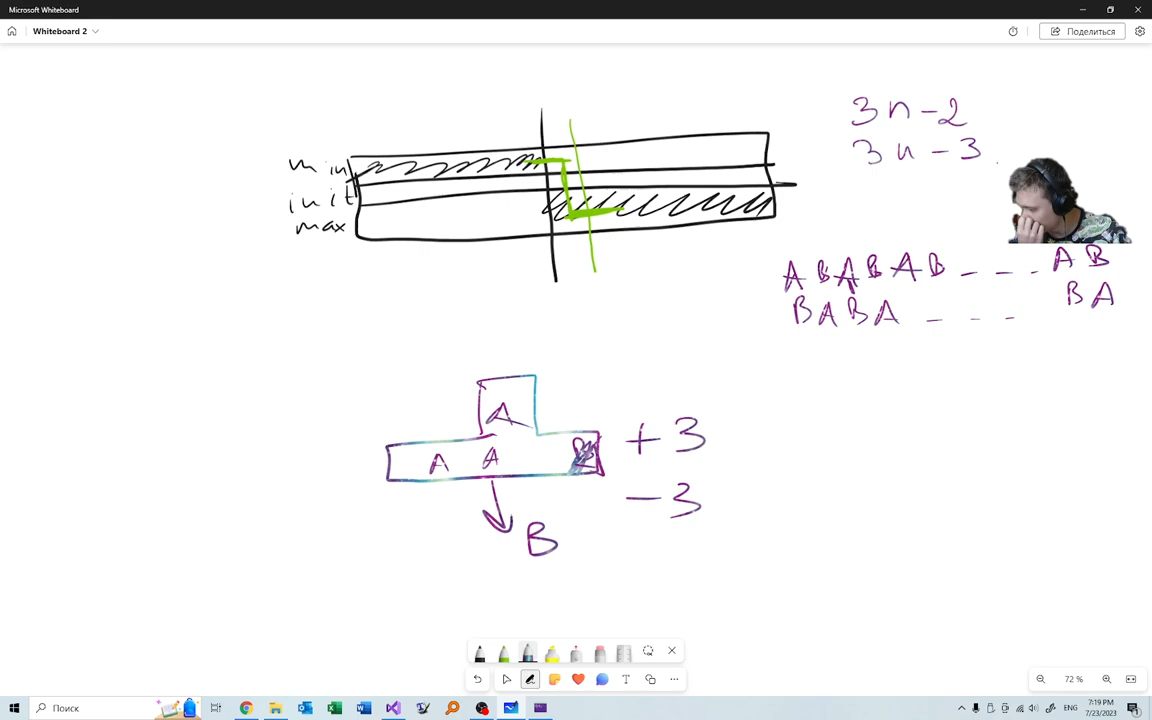 Microsoft Whiteboard
Whiteboard 2
Поделиться
3n-2
3n-3
min
init
max
ABABAB - - - AB
BABA - - - BA
A
A A B
+3
-3
B
72 %
Поиск
ENG
7:19 PM
7/23/2023